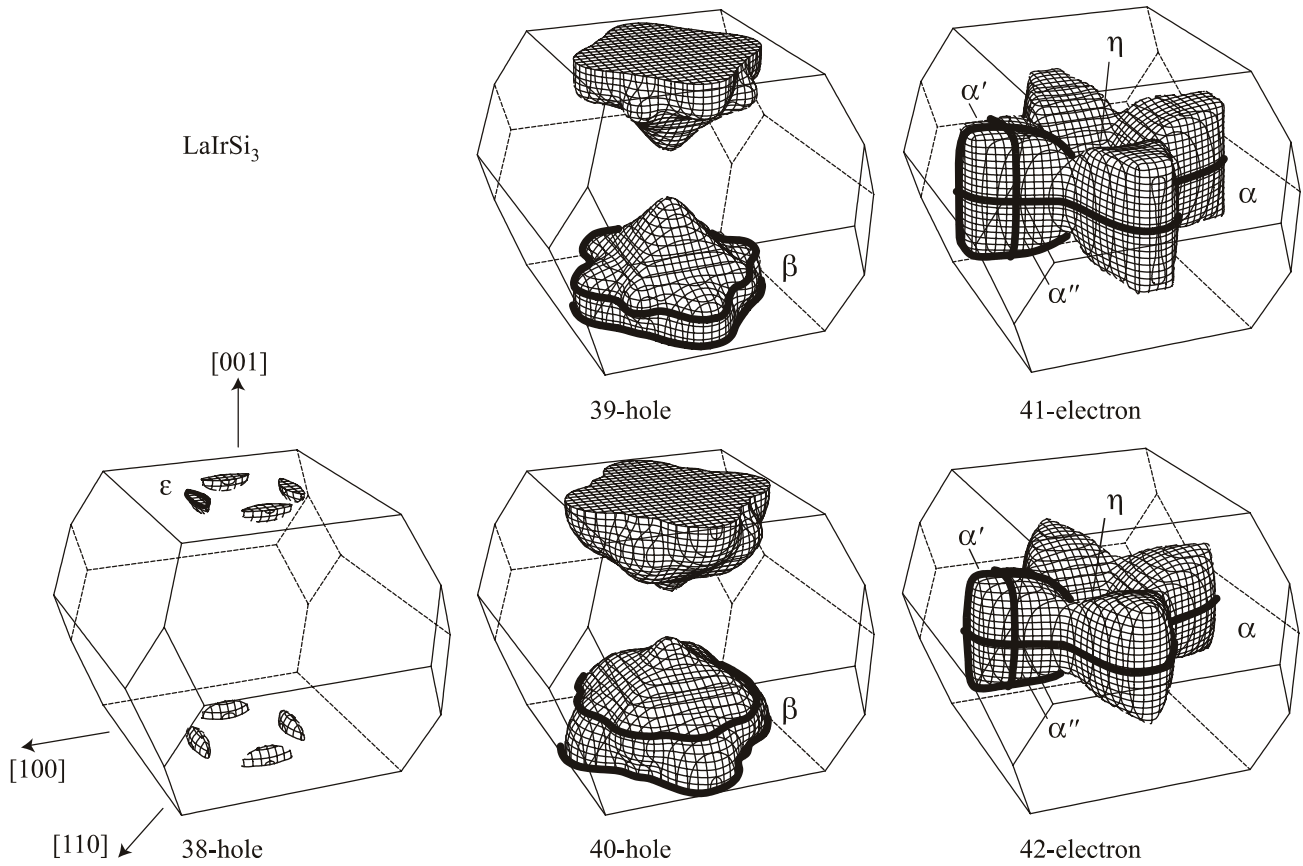 LaIrSi3
β
39-hole
η
α′
α
α″
41-electron
[001]
[100]
[110]
ε
38-hole
β
40-hole
η
α′
α
α″
42-electron